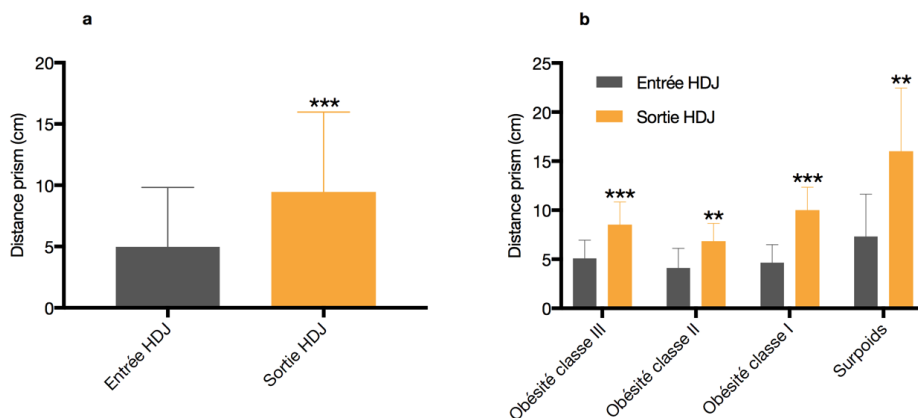 a
Distance prism (cm)
20
15
10
5
0
***
Entrée HDJ
Sortie HDJ
b
Distance prism (cm)
25
20
15
10
5
0
Entrée HDJ
Sortie HDJ
***
**
***
**
Obésité classe III
Obésité classe II
Obésité classe I
Surpoids